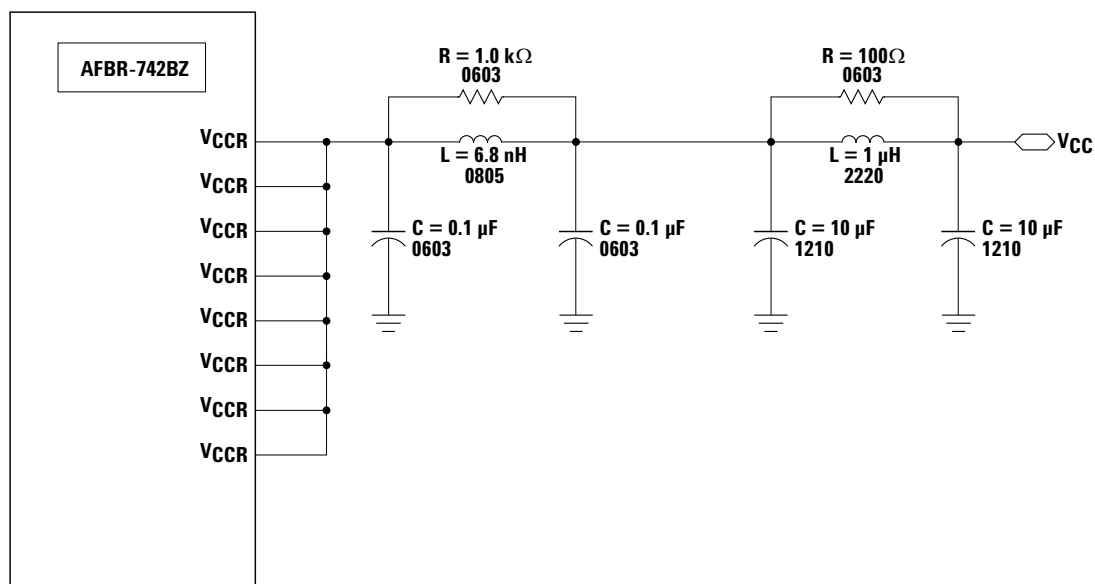 AFBR-742BZ
R = 1.0 kΩ
0603
R = 100Ω
0603
VCCR
VCCR
VCCR
VCCR
VCCR
VCCR
VCCR
VCCR
L = 6.8 nH
0805
L = 1 µH
2220
VCC
C = 0.1 µF
0603
C = 0.1 µF
0603
C = 10 µF
1210
C = 10 µF
1210